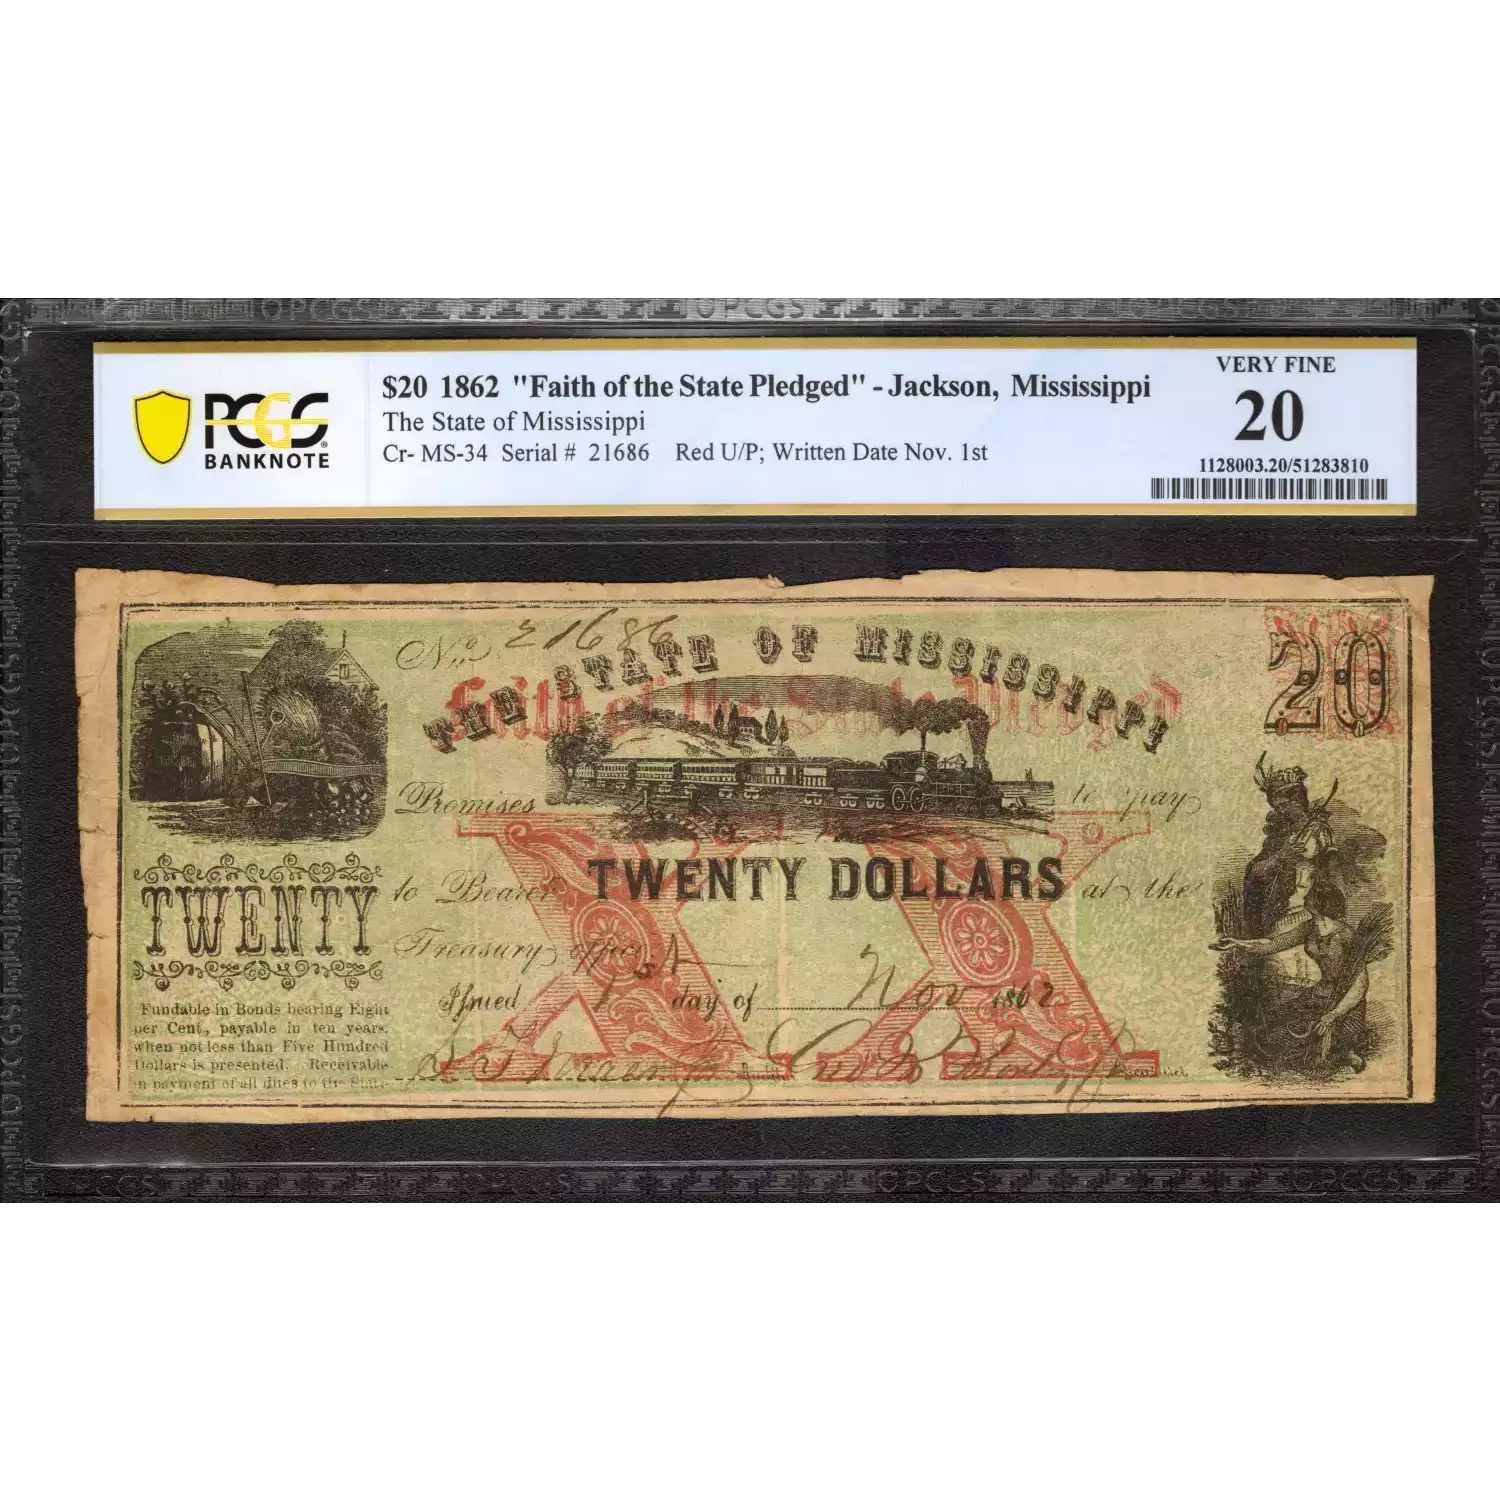 $20 1862 "Faith of the State Pledged" - Jackson, Mississippi
The State of Mississippi
Cr- MS-34 Serial # 21686 Red U/P; Written Date Nov. 1st
PCGS
BANKNOTE
VERY FINE
20
1128003.20/51283810
No. 21686
THE STATE OF MISSISSIPPI
Faith of the State Pledged
20
Promises to pay
to Bearer TWENTY DOLLARS at the
Treasury office
Issued 1 day of Nov 1862
XX
TWENTY
Fundable in Bonds bearing Eight
per Cent., payable in ten years,
when not less than Five Hundred
Dollars is presented. Receivable
in payment of all dues to the State